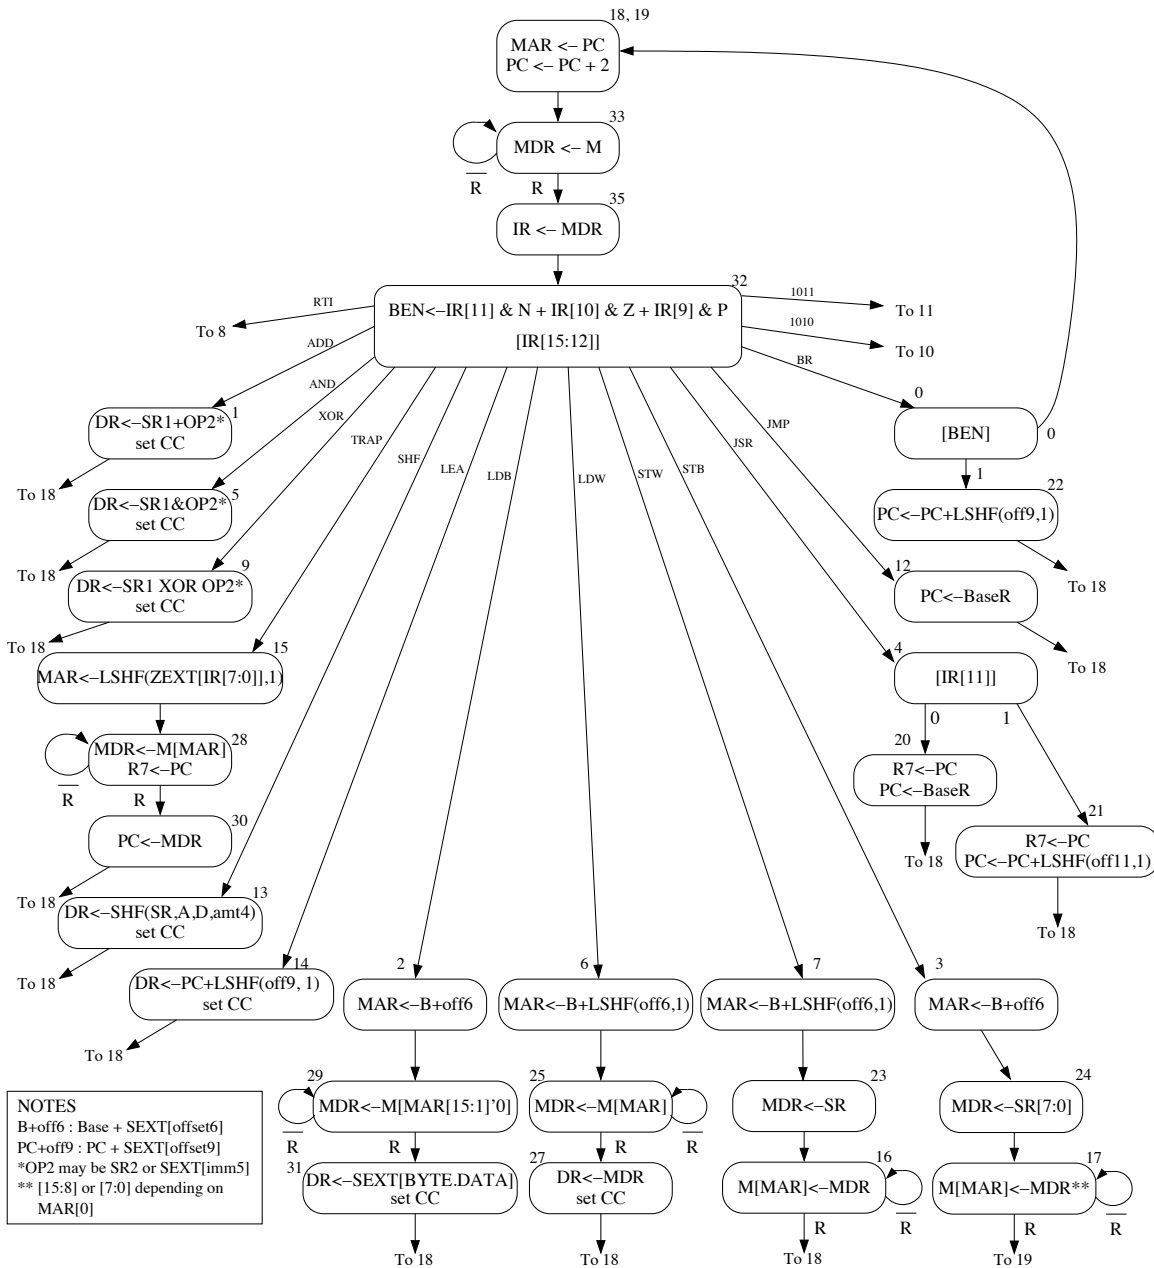 18, 19
MAR <– PC
PC <– PC + 2
33
MDR <– M
R
R
35
IR <– MDR
32
BEN<–IR[11] & N + IR[10] & Z + IR[9] & P
[IR[15:12]]
RTI
To 8
1011
To 11
1010
To 10
ADD
AND
XOR
TRAP
SHF
LEA
LDB
LDW
STW
STB
JSR
JMP
BR
1
DR<–SR1+OP2*
set CC
To 18
5
DR<–SR1&OP2*
set CC
To 18
9
DR<–SR1 XOR OP2*
set CC
To 18
15
MAR<–LSHF(ZEXT[IR[7:0]],1)
28
MDR<–M[MAR]
R7<–PC
R
R
30
PC<–MDR
To 18
13
DR<–SHF(SR,A,D,amt4)
set CC
To 18
14
DR<–PC+LSHF(off9, 1)
set CC
To 18
0
[BEN]
0
1
22
PC<–PC+LSHF(off9,1)
To 18
12
PC<–BaseR
To 18
4
[IR[11]]
0
1
20
R7<–PC
PC<–BaseR
To 18
21
R7<–PC
PC<–PC+LSHF(off11,1)
To 18
2
MAR<–B+off6
29
MDR<–M[MAR[15:1]'0]
R
R
31
DR<–SEXT[BYTE.DATA]
set CC
To 18
6
MAR<–B+LSHF(off6,1)
25
MDR<–M[MAR]
R
R
27
DR<–MDR
set CC
To 18
7
MAR<–B+LSHF(off6,1)
23
MDR<–SR
16
M[MAR]<–MDR
R
R
To 18
3
MAR<–B+off6
24
MDR<–SR[7:0]
17
M[MAR]<–MDR**
R
R
To 19
NOTES
B+off6 : Base + SEXT[offset6]
PC+off9 : PC + SEXT[offset9]
*OP2 may be SR2 or SEXT[imm5]
** [15:8] or [7:0] depending on
MAR[0]